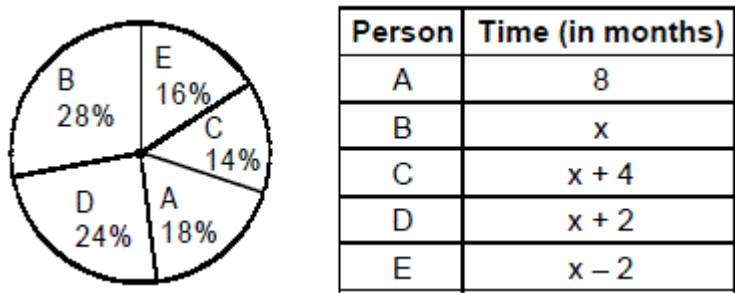 B
28%
E
16%
C
14%
D
24%
A
18%
Person Time (in months)
A 8
B x
C x + 4
D x + 2
E x – 2